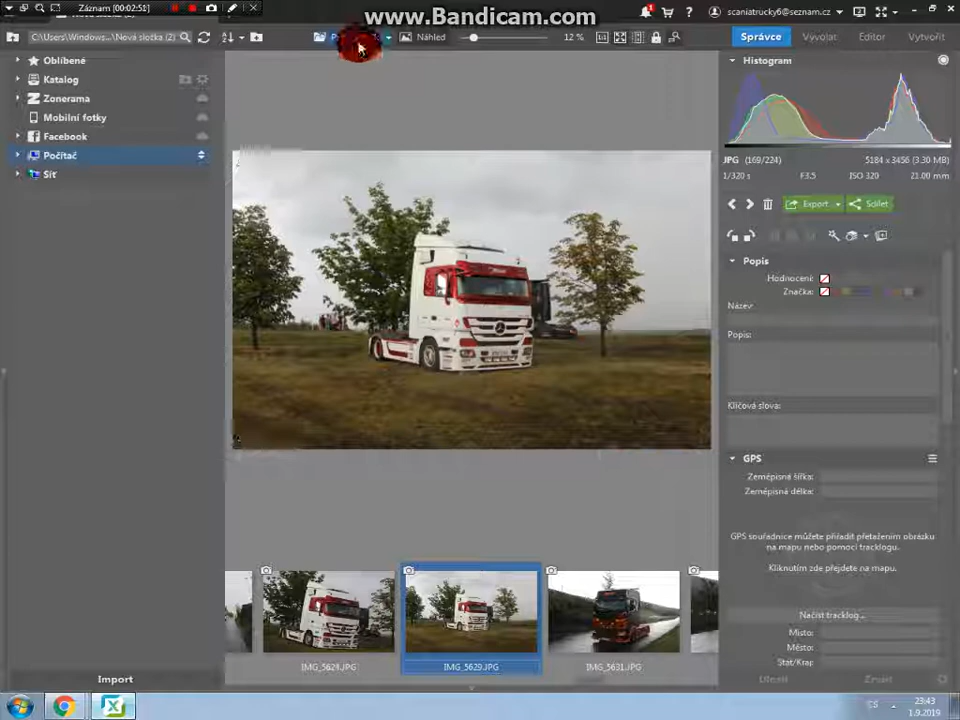 Záznam [00:02:51]
www.Bandicam.com
scaniatrucky6@seznam.cz
C:\Users\Windows...\Nová složka (2)
Náhled
12 %
Správce
Vývolat
Editor
Vytvořit
Oblíbené
Katalog
Zonerama
Mobilní fotky
Facebook
Počítač
Síť
Histogram
JPG (169/224)
5184 x 3456 (3.30 MB)
1/320 s
F3.5
ISO 320
21.00 mm
Export
Sdílet
Popis
Hodnocení:
Značka:
Název:
Popis:
Klíčová slova:
GPS
Zeměpisná šířka:
Zeměpisná délka:
GPS souřadnice můžete přiřadit přetažením obrázku
na mapu nebo pomocí tracklogu.
Kliknutím zde přejdete na mapu.
Načíst tracklog...
Místo:
Město:
Stát/Kraj:
Uložit
Zrušit
IMG_5629.JPG
IMG_5631.JPG
Import
CS
23:43
1.9.2019